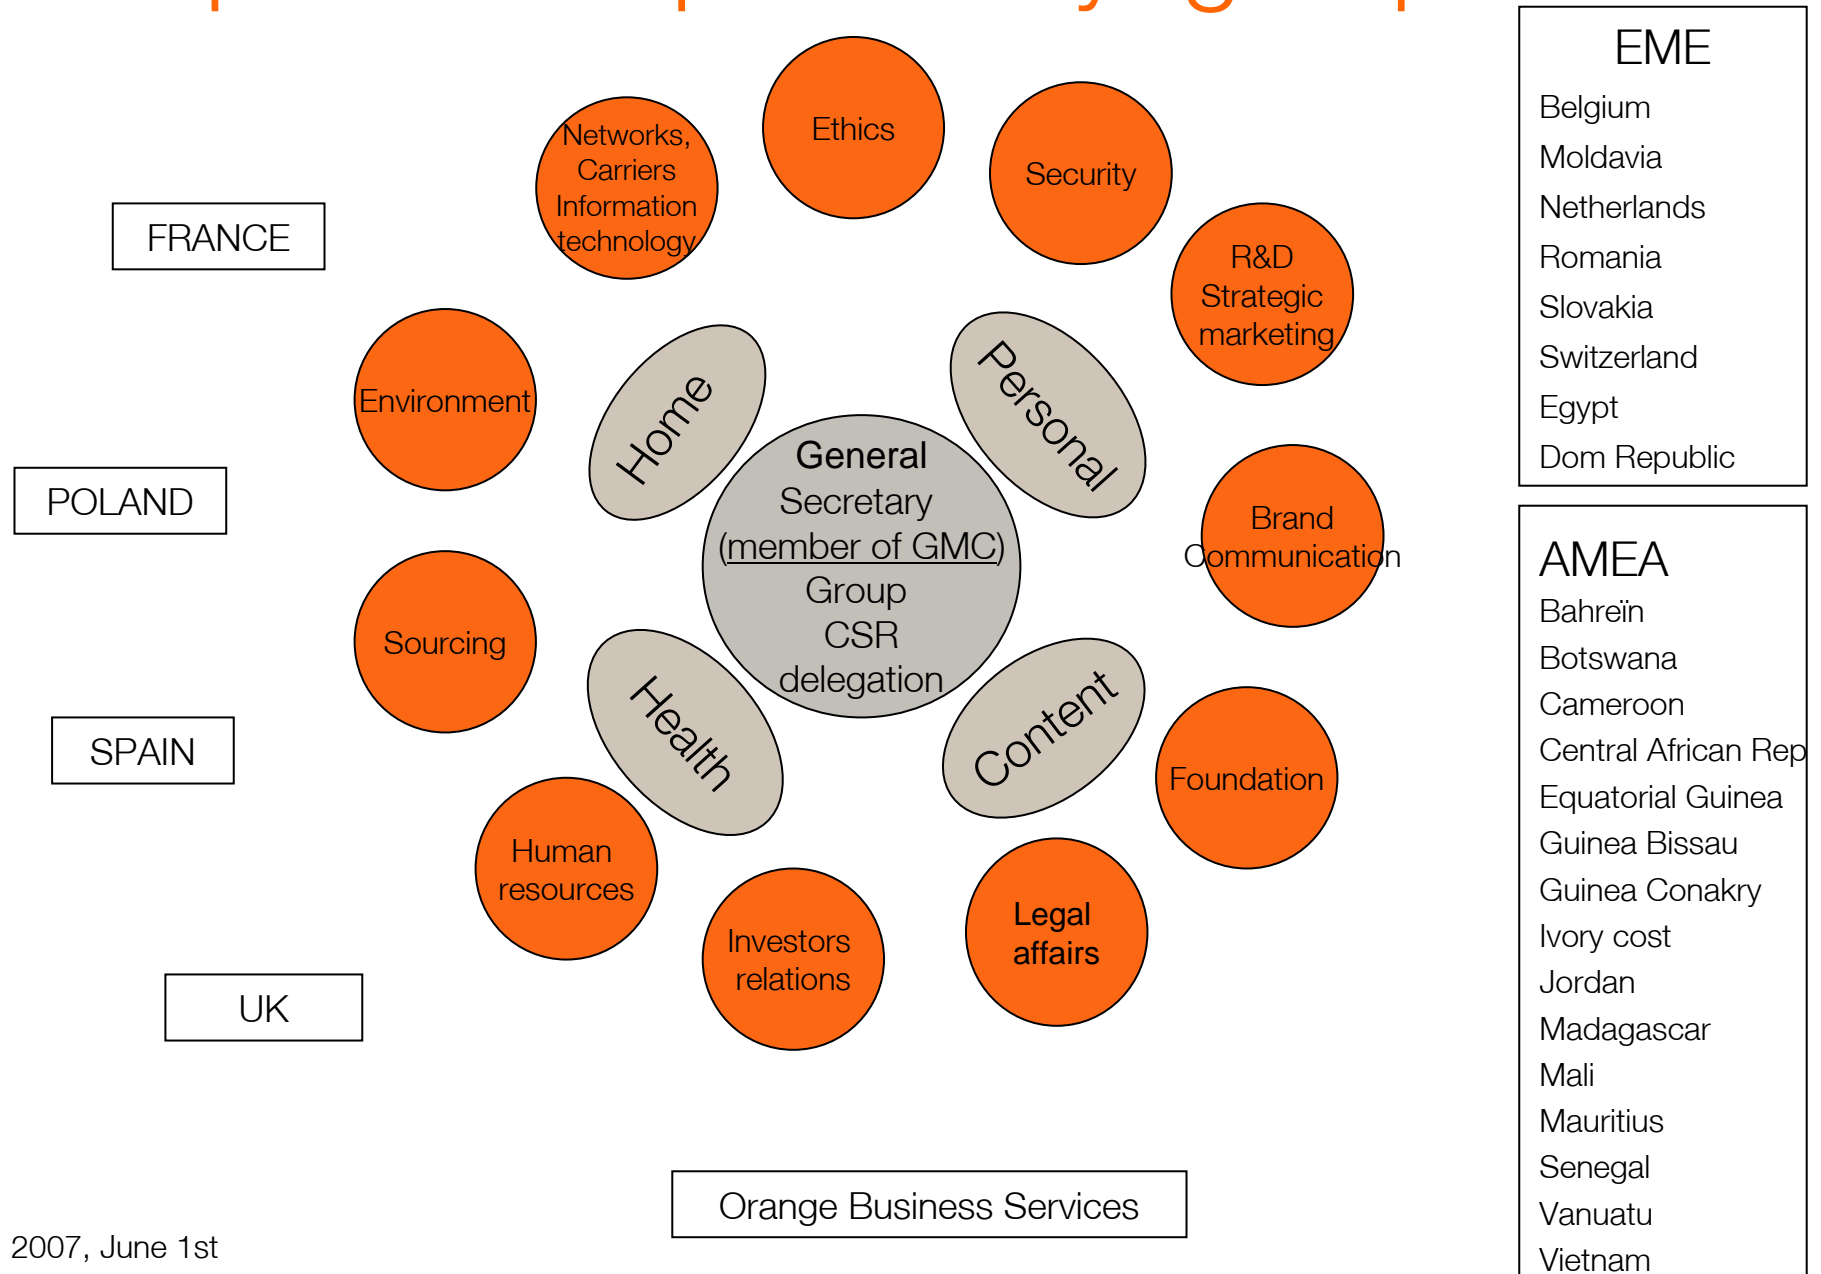 EME
Belgium
Moldavia
Netherlands
Romania
Slovakia
Switzerland
Egypt
Dom Republic
AMEA
Bahreïn
Botswana
Cameroon
Central African Rep
Equatorial Guinea
Guinea Bissau
Guinea Conakry
Ivory cost
Jordan
Madagascar
Mali
Mauritius
Senegal
Vanuatu
Vietnam
FRANCE
POLAND
SPAIN
UK
Orange Business Services
Networks,
Carriers
Information
technology
Ethics
Security
R&D
Strategic
marketing
Brand
Communication
Foundation
Legal
affairs
Investors
relations
Human
resources
Sourcing
Environment
Home
Personal
Content
Health
General
Secretary
(member of GMC)
Group
CSR
delegation
2007, June 1st